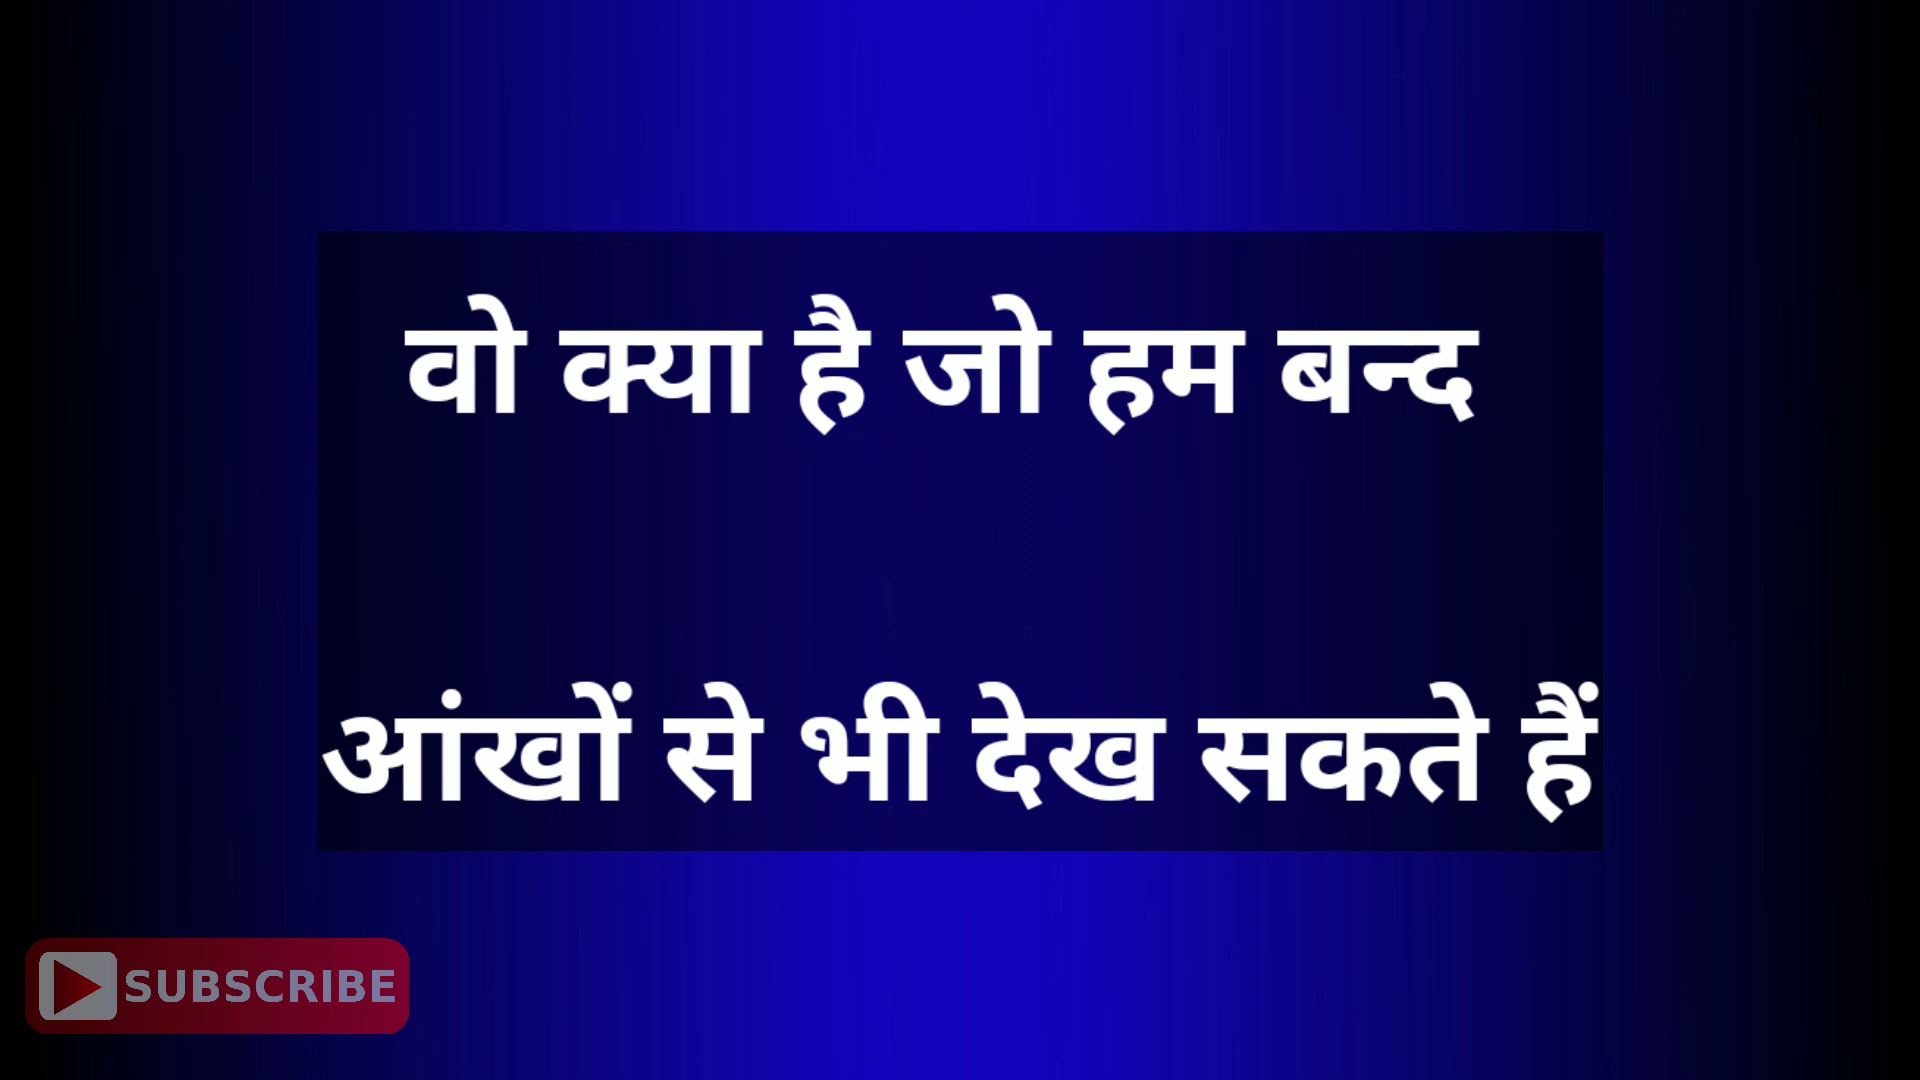 वो क्या है जो हम बन्द
आंखों से भी देख सकते हैं
SUBSCRIBE